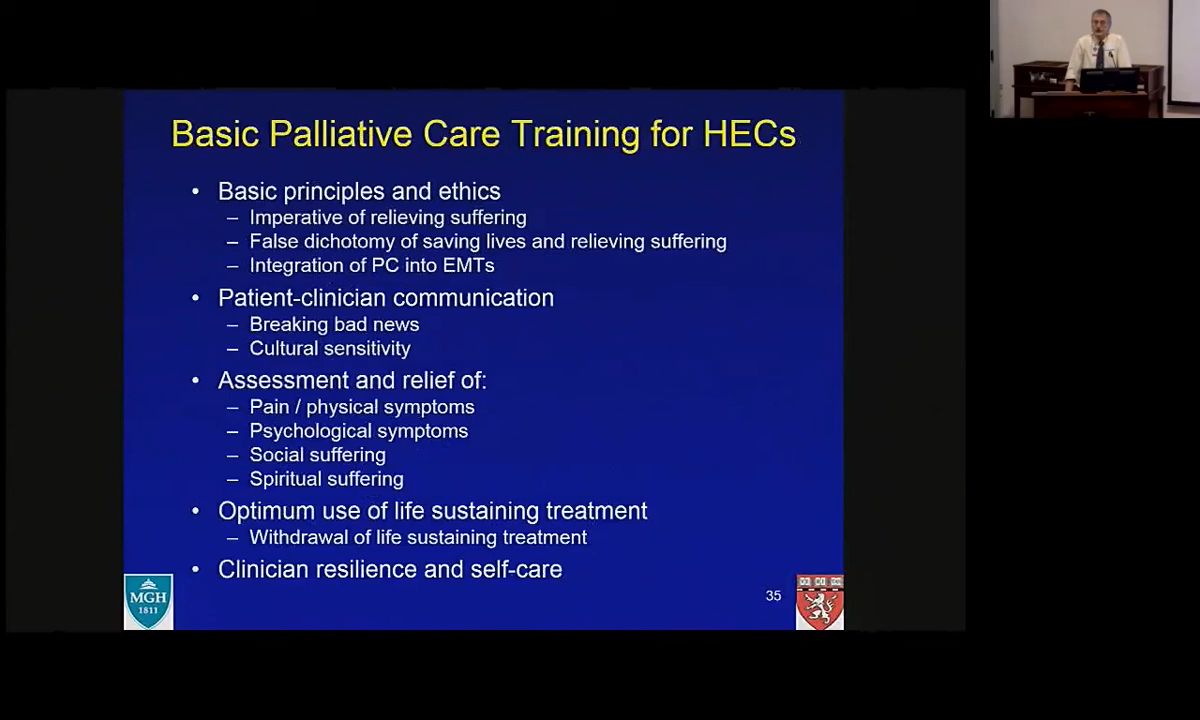 Basic Palliative Care Training for HECs
• Basic principles and ethics
– Imperative of relieving suffering
– False dichotomy of saving lives and relieving suffering
– Integration of PC into EMTs
• Patient-clinician communication
– Breaking bad news
– Cultural sensitivity
• Assessment and relief of:
– Pain / physical symptoms
– Psychological symptoms
– Social suffering
– Spiritual suffering
• Optimum use of life sustaining treatment
– Withdrawal of life sustaining treatment
• Clinician resilience and self-care
MGH
1811
35